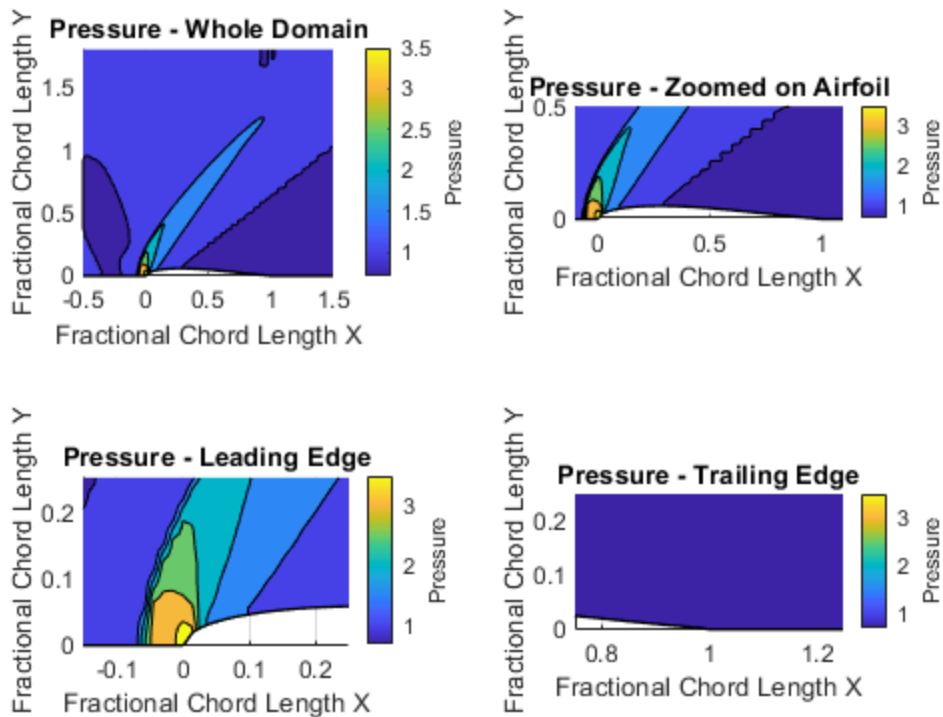 Pressure - Whole Domain
Fractional Chord Length Y
1.5
1
0.5
0
-0.5 0 0.5 1 1.5
Fractional Chord Length X
3.5
3
2.5
2
1.5
1
Pressure
Pressure - Zoomed on Airfoil
Fractional Chord Length Y
0.5
0
0 0.5 1
Fractional Chord Length X
3
2
1
Pressure
Pressure - Leading Edge
Fractional Chord Length Y
0.2
0.1
0
-0.1 0 0.1 0.2
Fractional Chord Length X
3
2
1
Pressure
Pressure - Trailing Edge
Fractional Chord Length Y
0.2
0.1
0
0.8 1 1.2
Fractional Chord Length X
3
2
1
Pressure